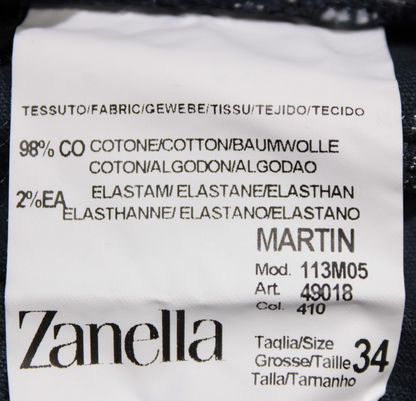 TESSUTO/FABRIC/GEWEBE/TISSU/TEJIDO/TECIDO
98% CO COTONE/COTTON/BAUMWOLLE
COTON/ALGODON/ALGODAO
2%EA ELASTAM/ ELASTANE/ELASTHAN
ELASTHANNE/ ELASTANO/ELASTANO
MARTIN
Mod. 113M05
Art. 49018
Col. 410
Zanella
Taglia/Size
Grosse/Taille 34
Talla/Tamanho